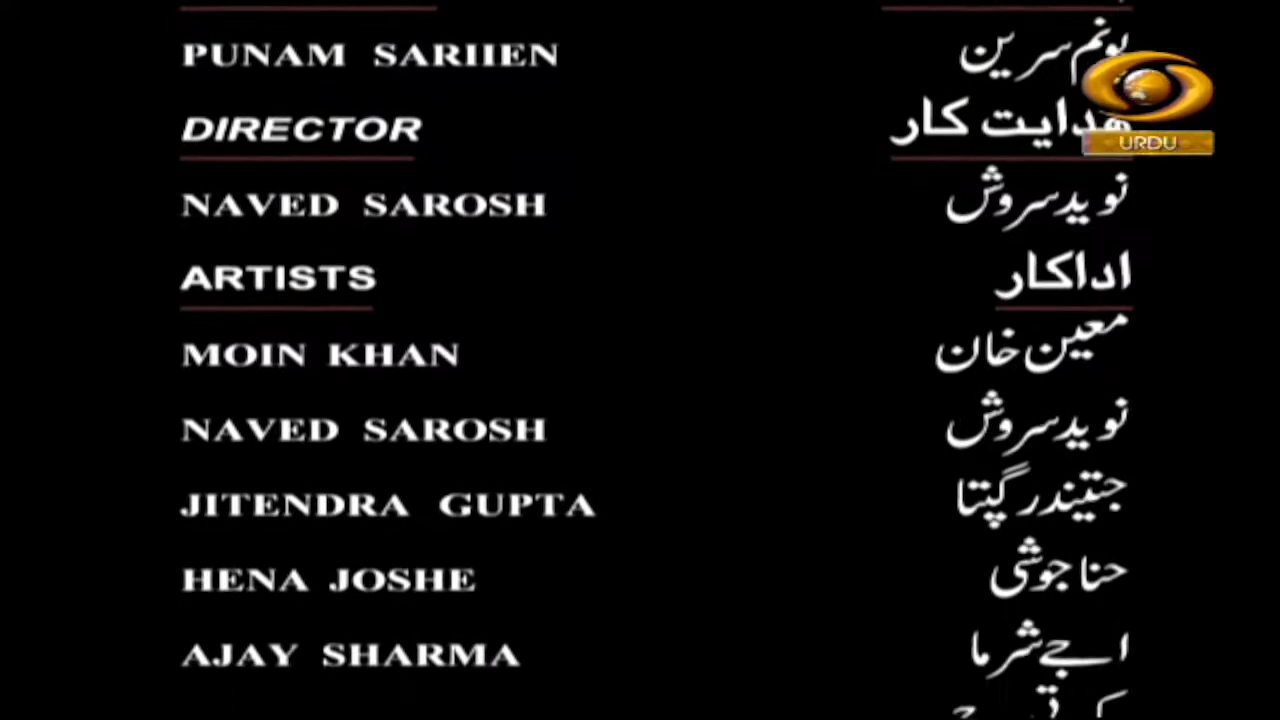 PUNAM SARIIEN پونم سرین
DIRECTOR هدایت کار
URDU
NAVED SAROSH نوید سروش
ARTISTS اداکار
MOIN KHAN معین خان
NAVED SAROSH نوید سروش
JITENDRA GUPTA جتیندر گپتا
HENA JOSHE حنا جوشی
AJAY SHARMA اجے شرما